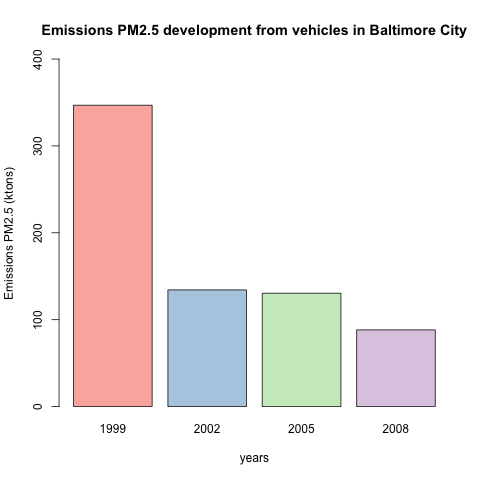 Emissions PM2.5 development from vehicles in Baltimore City
Emissions PM2.5 (ktons)
400
300
200
100
0
1999 2002 2005 2008
years